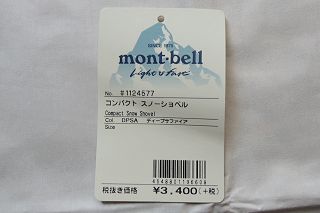 SINCE 1975
mont-bell
Light & Fast
No. #1124577
コンパクト スノーショベル
Compact Snow Shovel
Col. DPSA ディープサファイア
Size
税抜き価格 ¥3,400(+税)